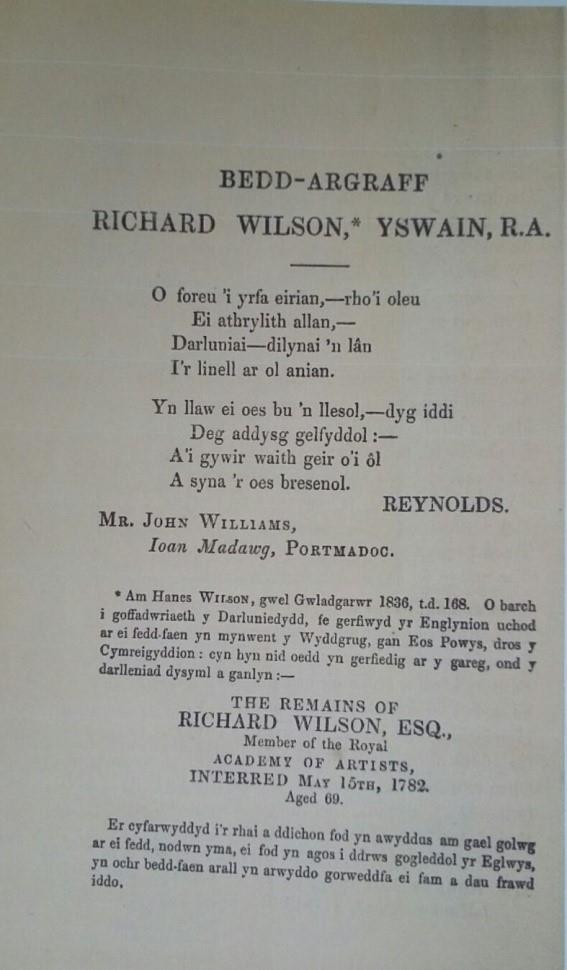 BEDD-ARGRAFF
RICHARD WILSON,* YSWAIN, R.A.
O foreu 'i yrfa eirian,—rho'i oleu
Ei athrylith allan,—
Darluniai—dilynai 'n lân
I'r linell ar ol anian.
Yn llaw ei oes bu 'n llesol,—dyg iddi
Deg addysg gelfyddol :—
A'i gywir waith geir o'i ôl
A syna 'r oes bresenol.
REYNOLDS.
MR. JOHN WILLIAMS,
Ioan Madawg, PORTMADOC.
* Am Hanes WILSON, gwel Gwladgarwr 1836, t.d. 168. O barch
i goffadwriaeth y Darluniedydd, fe gerfiwyd yr Englynion uchod
ar ei fedd-faen yn mynwent y Wyddgrug, gan Eos Powys, dros y
Cymreigyddion : cyn hyn nid oedd yn gerfiedig ar y gareg, ond y
darlleniad dysyml a ganlyn :—
THE REMAINS OF
RICHARD WILSON, ESQ.,
Member of the Royal
ACADEMY OF ARTISTS,
INTERRED MAY 15TH, 1782.
Aged 69.
Er cyfarwyddyd i'r rhai a ddichon fod yn awyddus am gael golwg
ar ei fedd, nodwn yma, ei fod yn agos i ddrws gogleddol yr Eglwys,
yn ochr bedd-faen arall yn arwyddo gorweddfa ei fam a dau frawd
iddo.